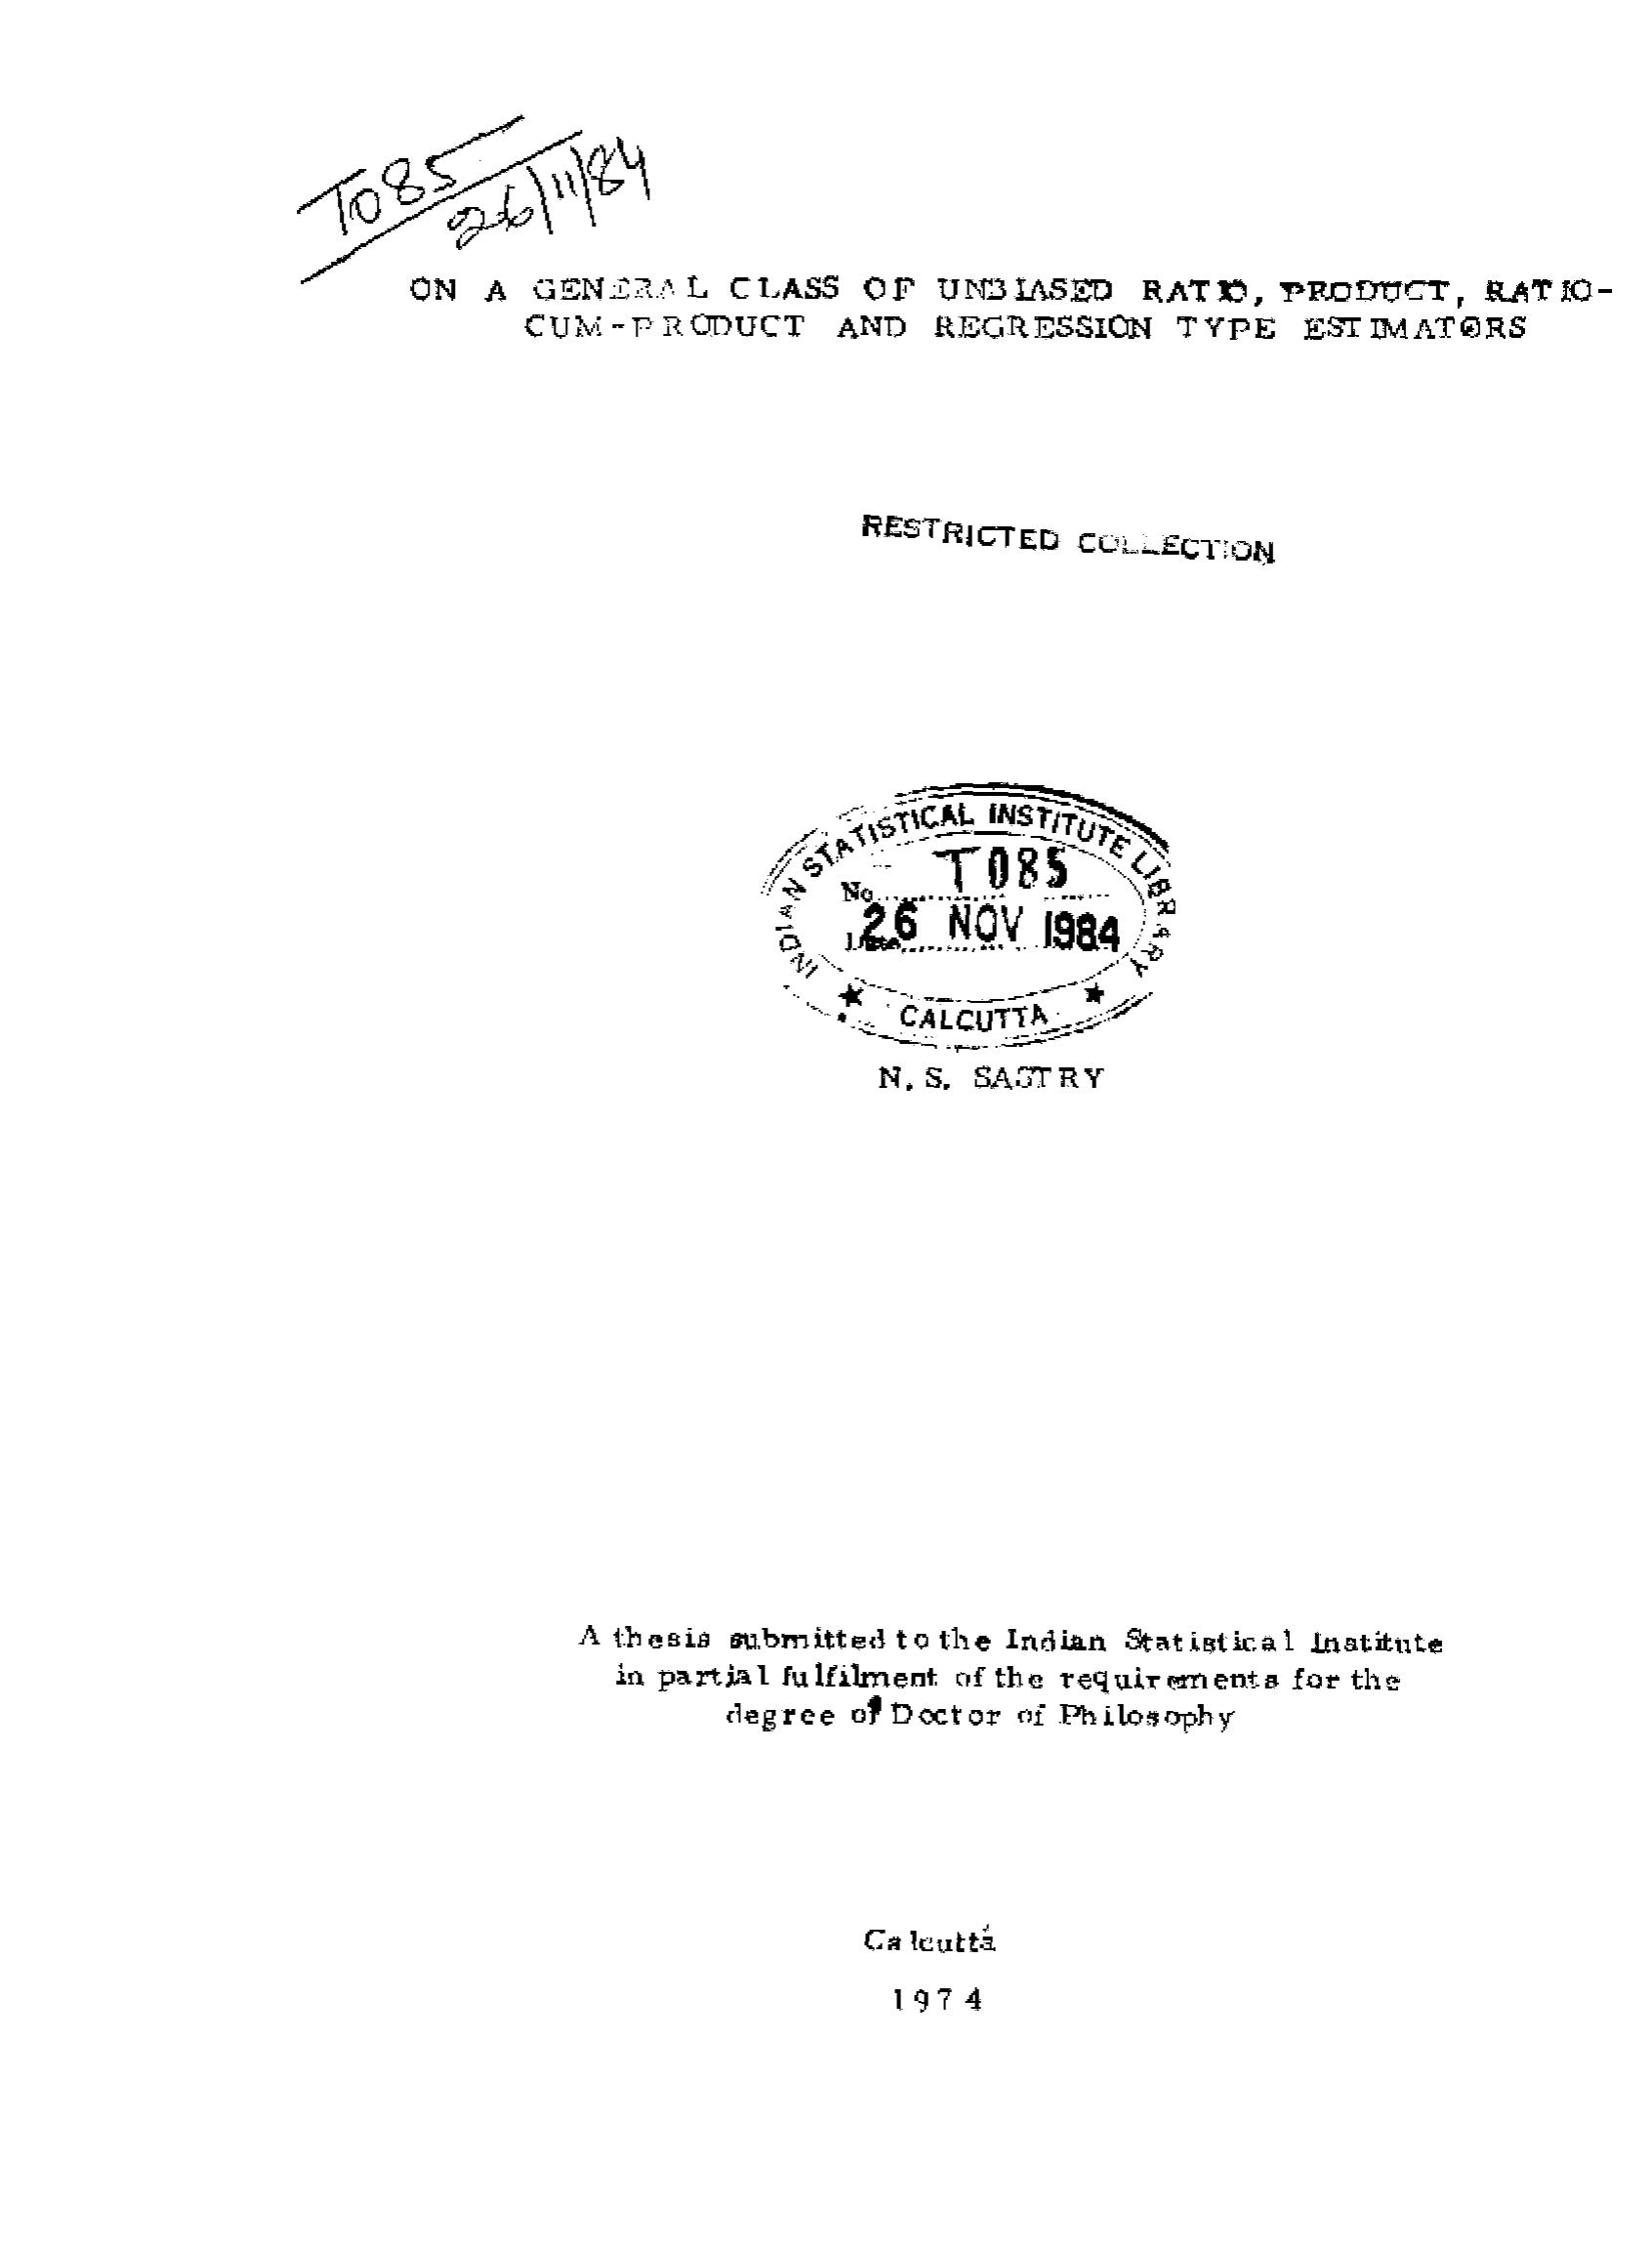 T085
26/11/84
ON A GENERAL CLASS OF UNBIASED RATIO, PRODUCT, RATIO-
CUM-PRODUCT AND REGRESSION TYPE ESTIMATORS
RESTRICTED COLLECTION
INDIAN STATISTICAL INSTITUTE LIBRARY
No. T085
Date 26 NOV 1984
★ CALCUTTA ★
N. S. SASTRY
A thesis submitted to the Indian Statistical Institute
in partial fulfilment of the requirements for the
degree of Doctor of Philosophy
Calcutta
1974